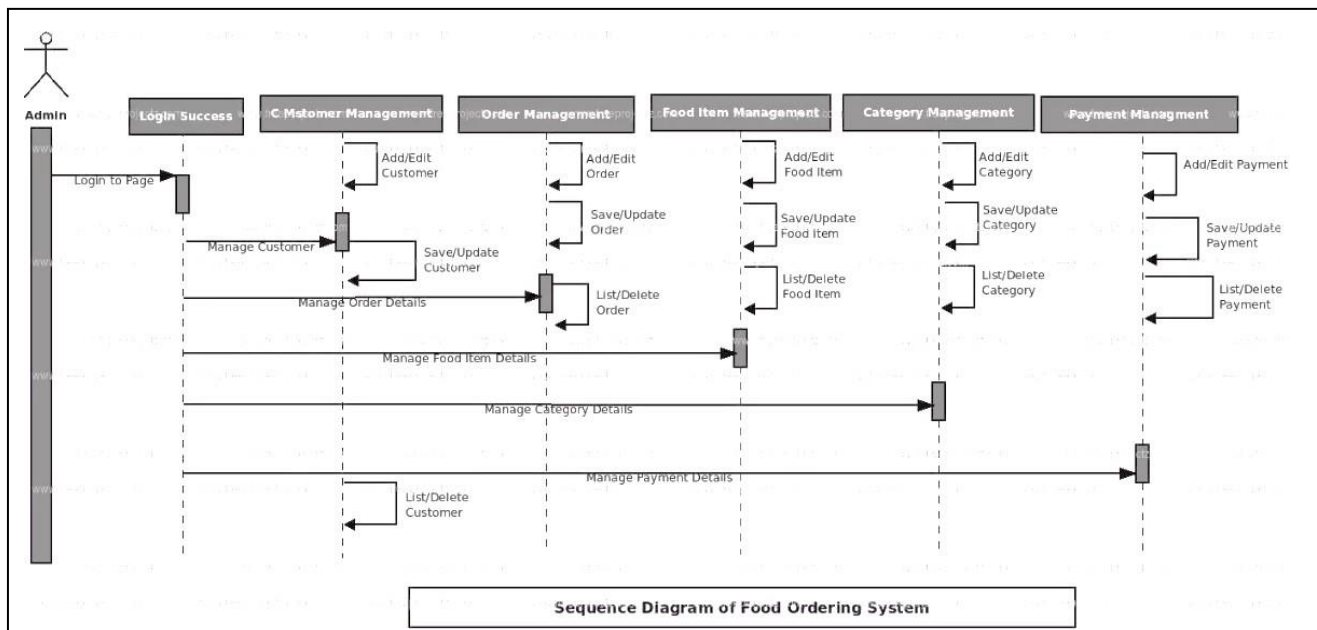 Admin
Login Success
C Mstomer Management
Order Management
Food Item Management
Category Management
Payment Managment
Add/Edit
Customer
Add/Edit
Order
Add/Edit
Food Item
Add/Edit
Category
Add/Edit Payment
Login to Page
Save/Update
Order
Save/Update
Food Item
Save/Update
Category
Save/Update
Payment
Manage Customer
Save/Update
Customer
List/Delete
Food Item
List/Delete
Category
List/Delete
Payment
Manage Order Details
List/Delete
Order
Manage Food Item Details
Manage Category Details
Manage Payment Details
List/Delete
Customer
Sequence Diagram of Food Ordering System